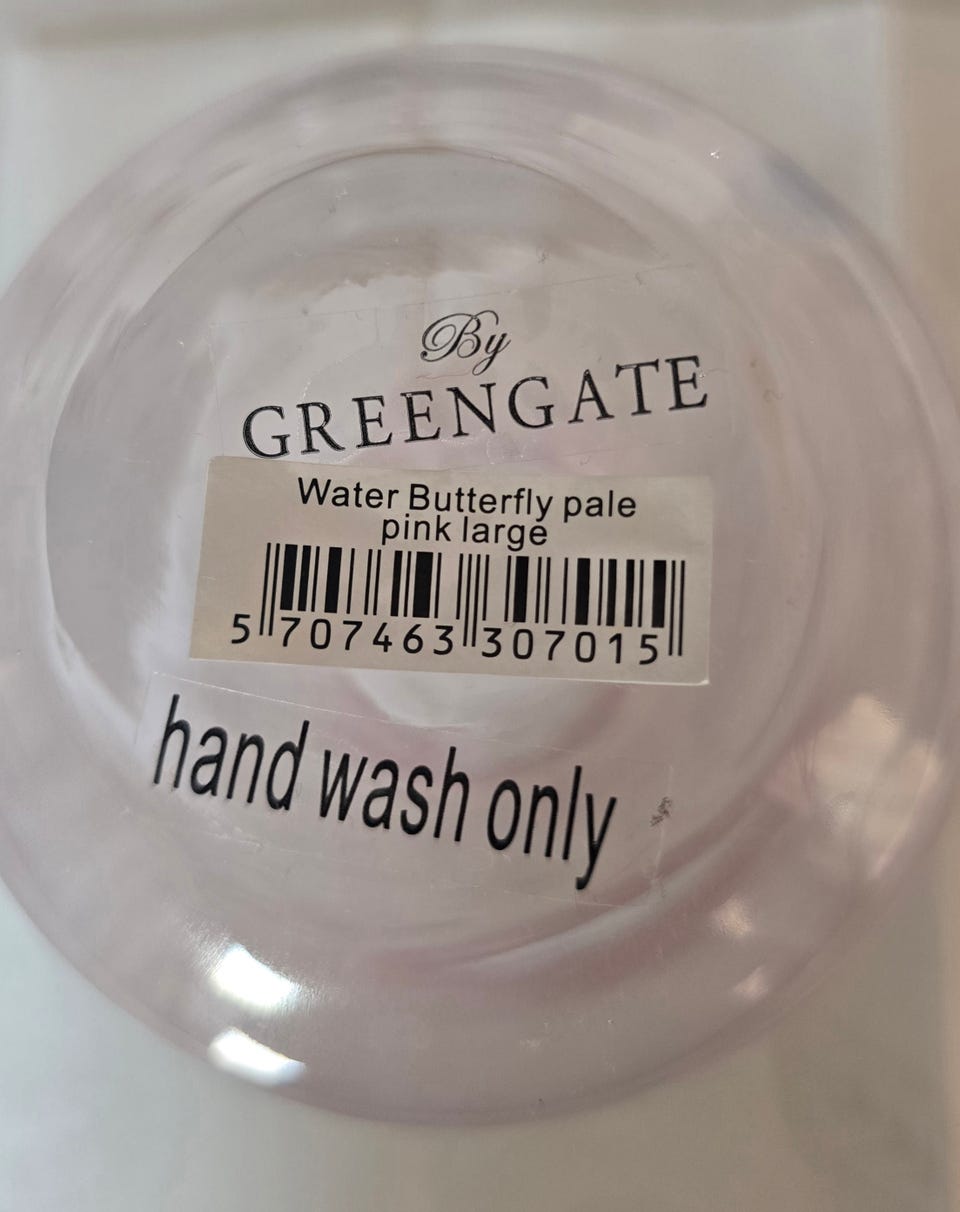 By
GREENGATE
Water Butterfly pale
pink large
5 707463 307015
hand wash only